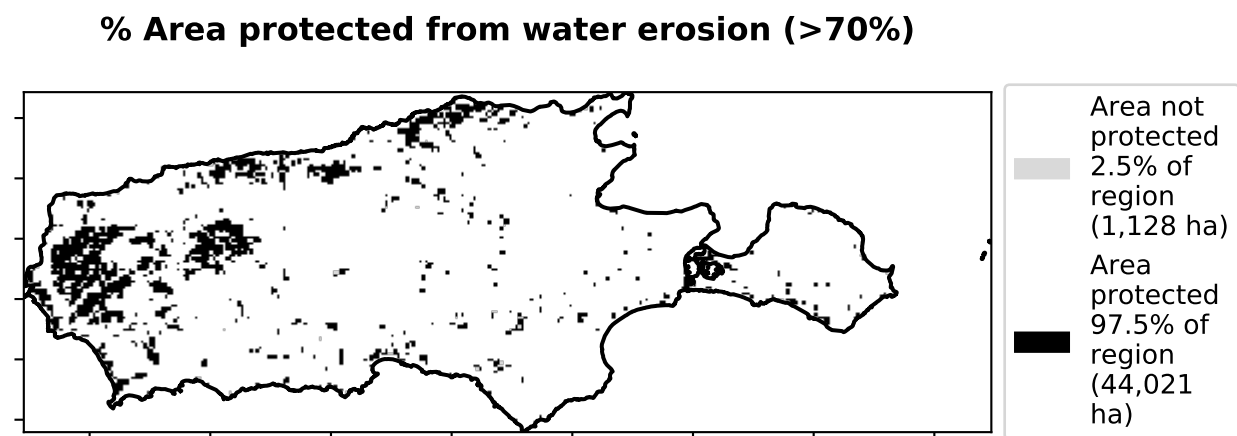 % Area protected from water erosion (>70%)
Area not
protected
2.5% of
region
(1,128 ha)
Area
protected
97.5% of
region
(44,021
ha)